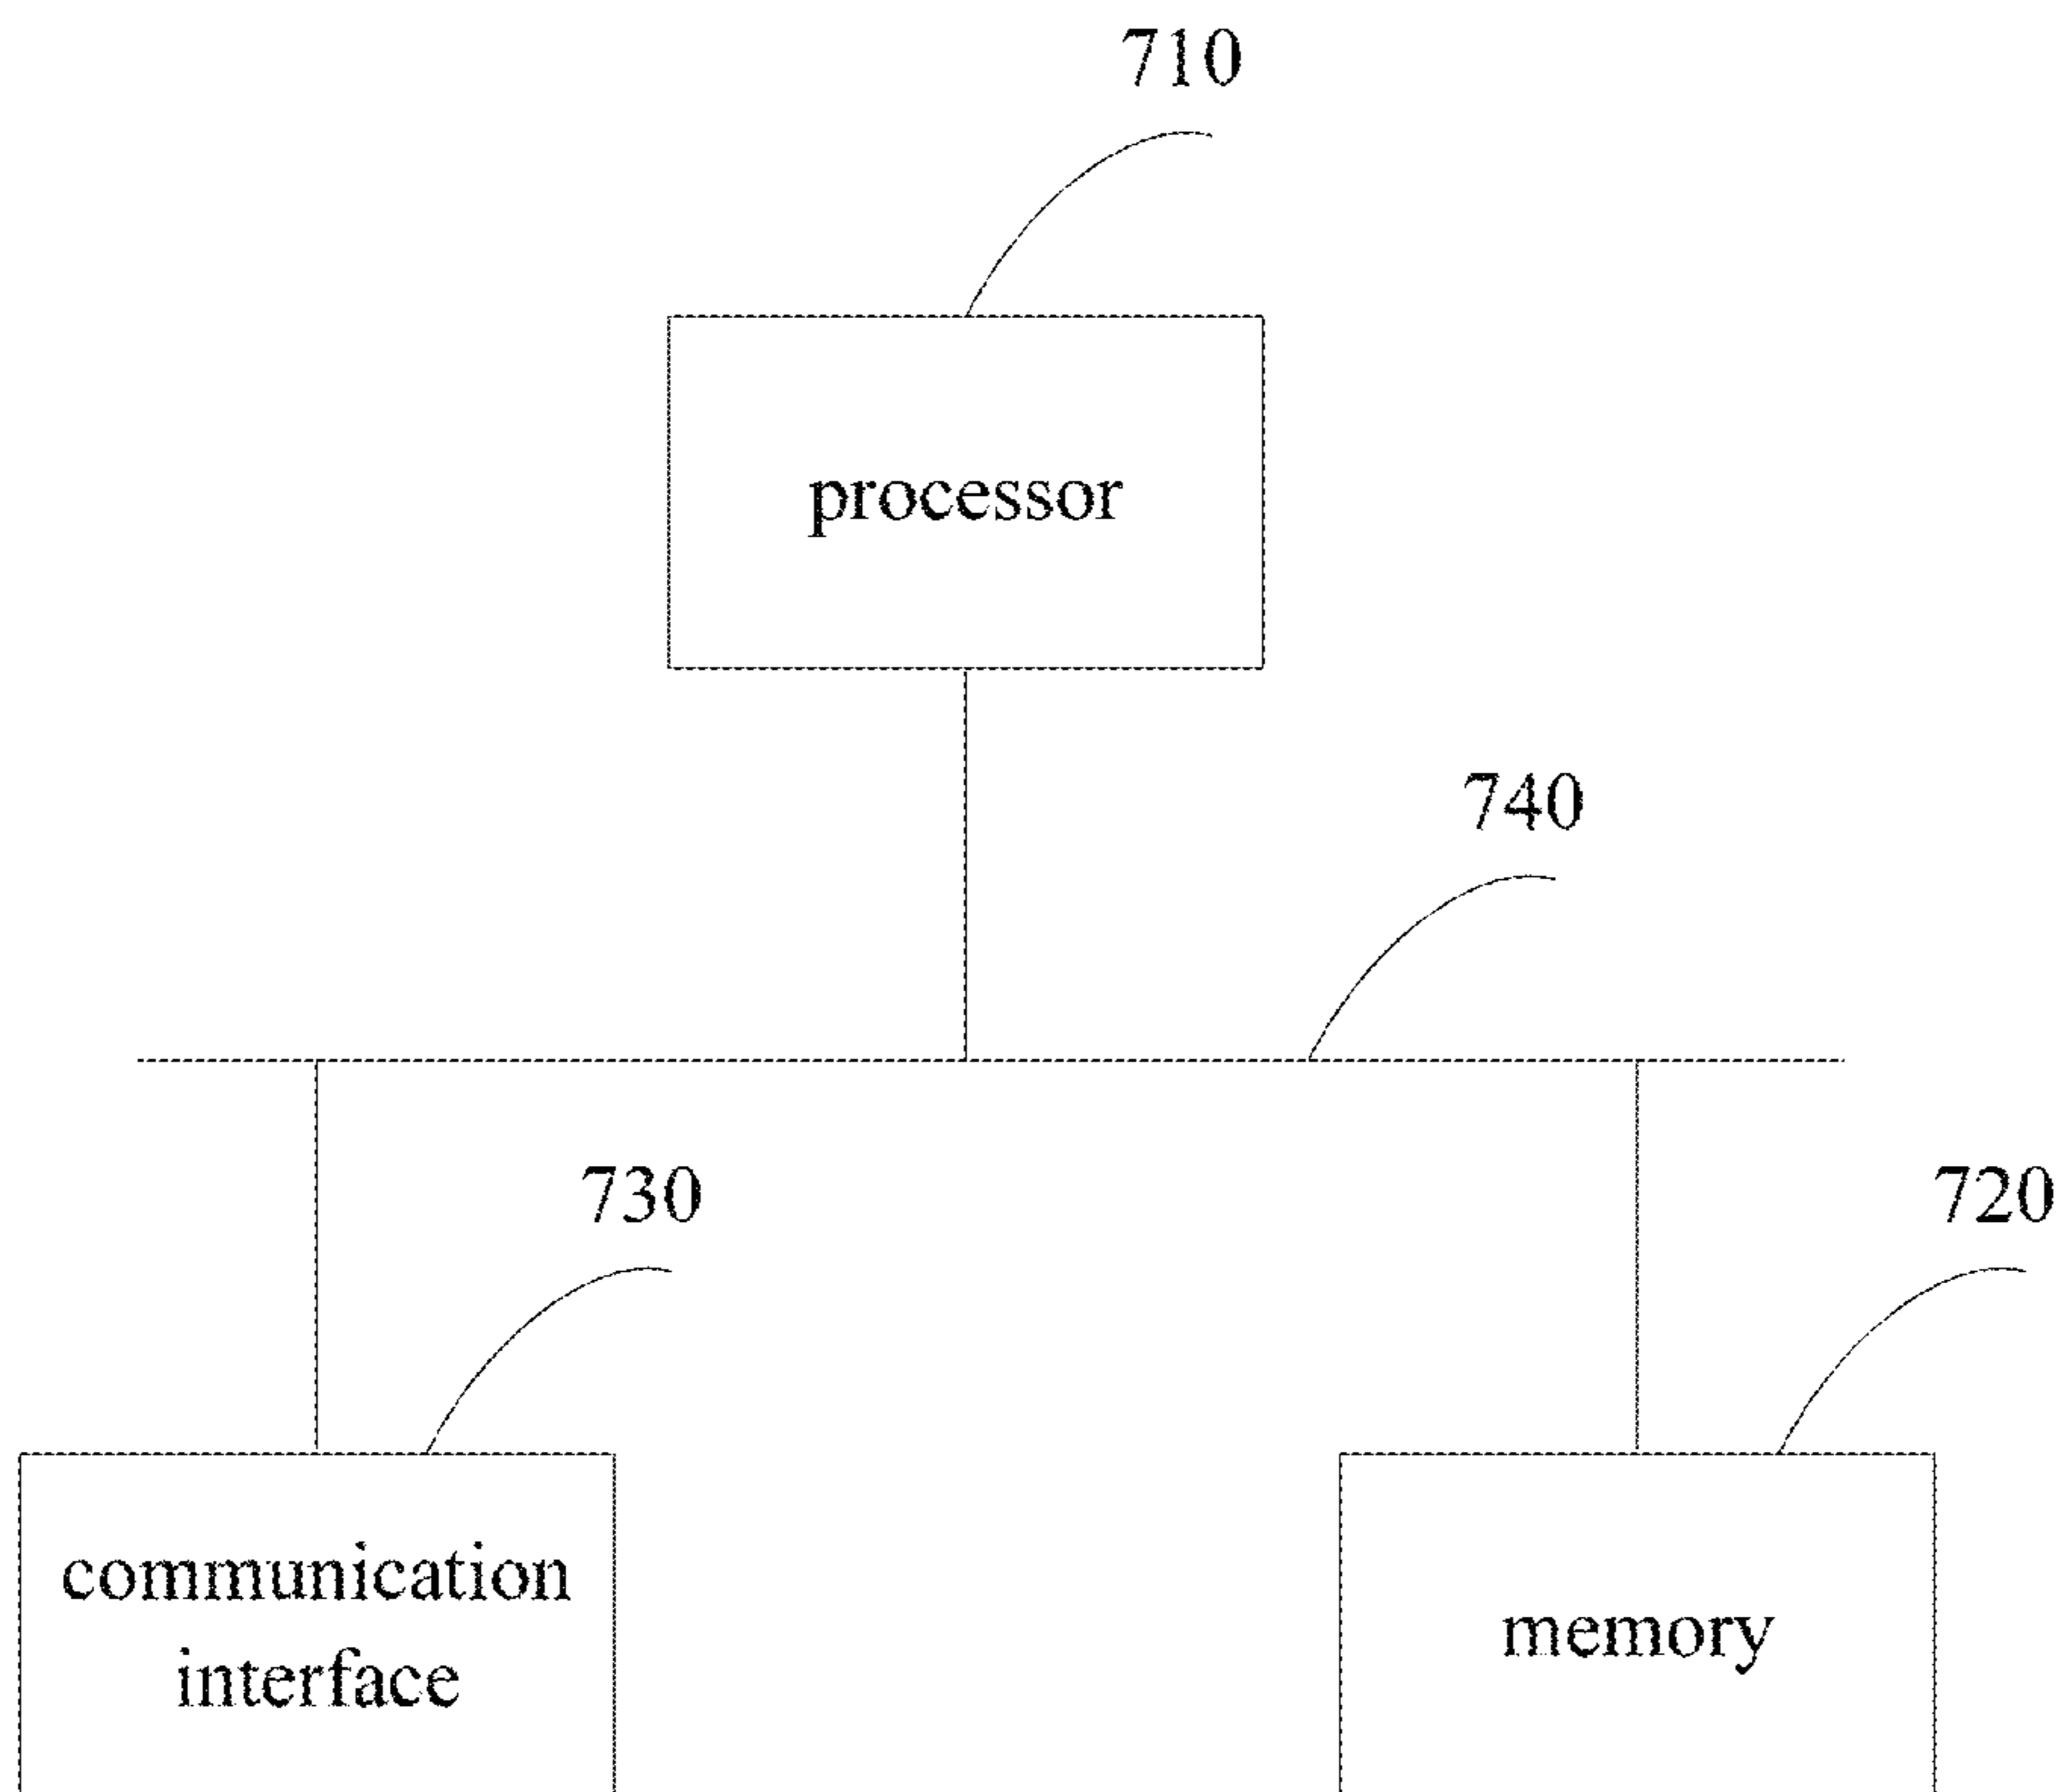 710
processor
740
730
720
communication
interface
memory